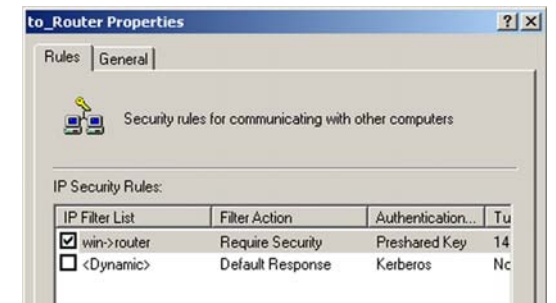 to_Router Properties
Rules General
Security rules for communicating with other computers
IP Security Rules:
IP Filter List Filter Action Authentication... Tu
win->router Require Security Preshared Key 14
<Dynamic> Default Response Kerberos Nc